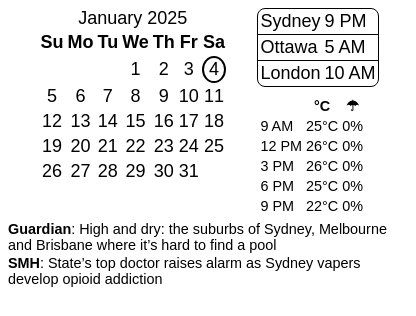 January 2025
Su Mo Tu We Th Fr Sa
1 2 3 4
5 6 7 8 9 10 11
12 13 14 15 16 17 18
19 20 21 22 23 24 25
26 27 28 29 30 31
Sydney 9 PM
Ottawa 5 AM
London 10 AM
°C ☂
9 AM 25°C 0%
12 PM 26°C 0%
3 PM 26°C 0%
6 PM 25°C 0%
9 PM 22°C 0%
Guardian: High and dry: the suburbs of Sydney, Melbourne
and Brisbane where it’s hard to find a pool
SMH: State’s top doctor raises alarm as Sydney vapers
develop opioid addiction